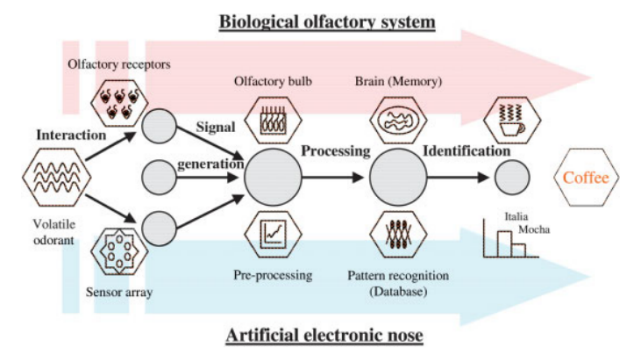 Biological olfactory system
Olfactory receptors
Olfactory bulb
Brain (Memory)
Interaction
Signal
generation
Processing
Identification
Coffee
Volatile
odorant
Sensor array
Pre-processing
Pattern recognition
(Database)
Italia
Mocha
Artificial electronic nose